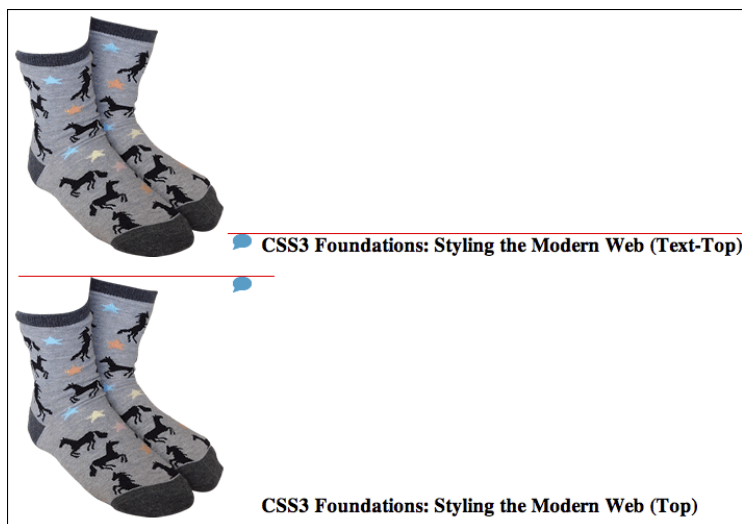 CSS3 Foundations: Styling the Modern Web (Text-Top)
CSS3 Foundations: Styling the Modern Web (Top)